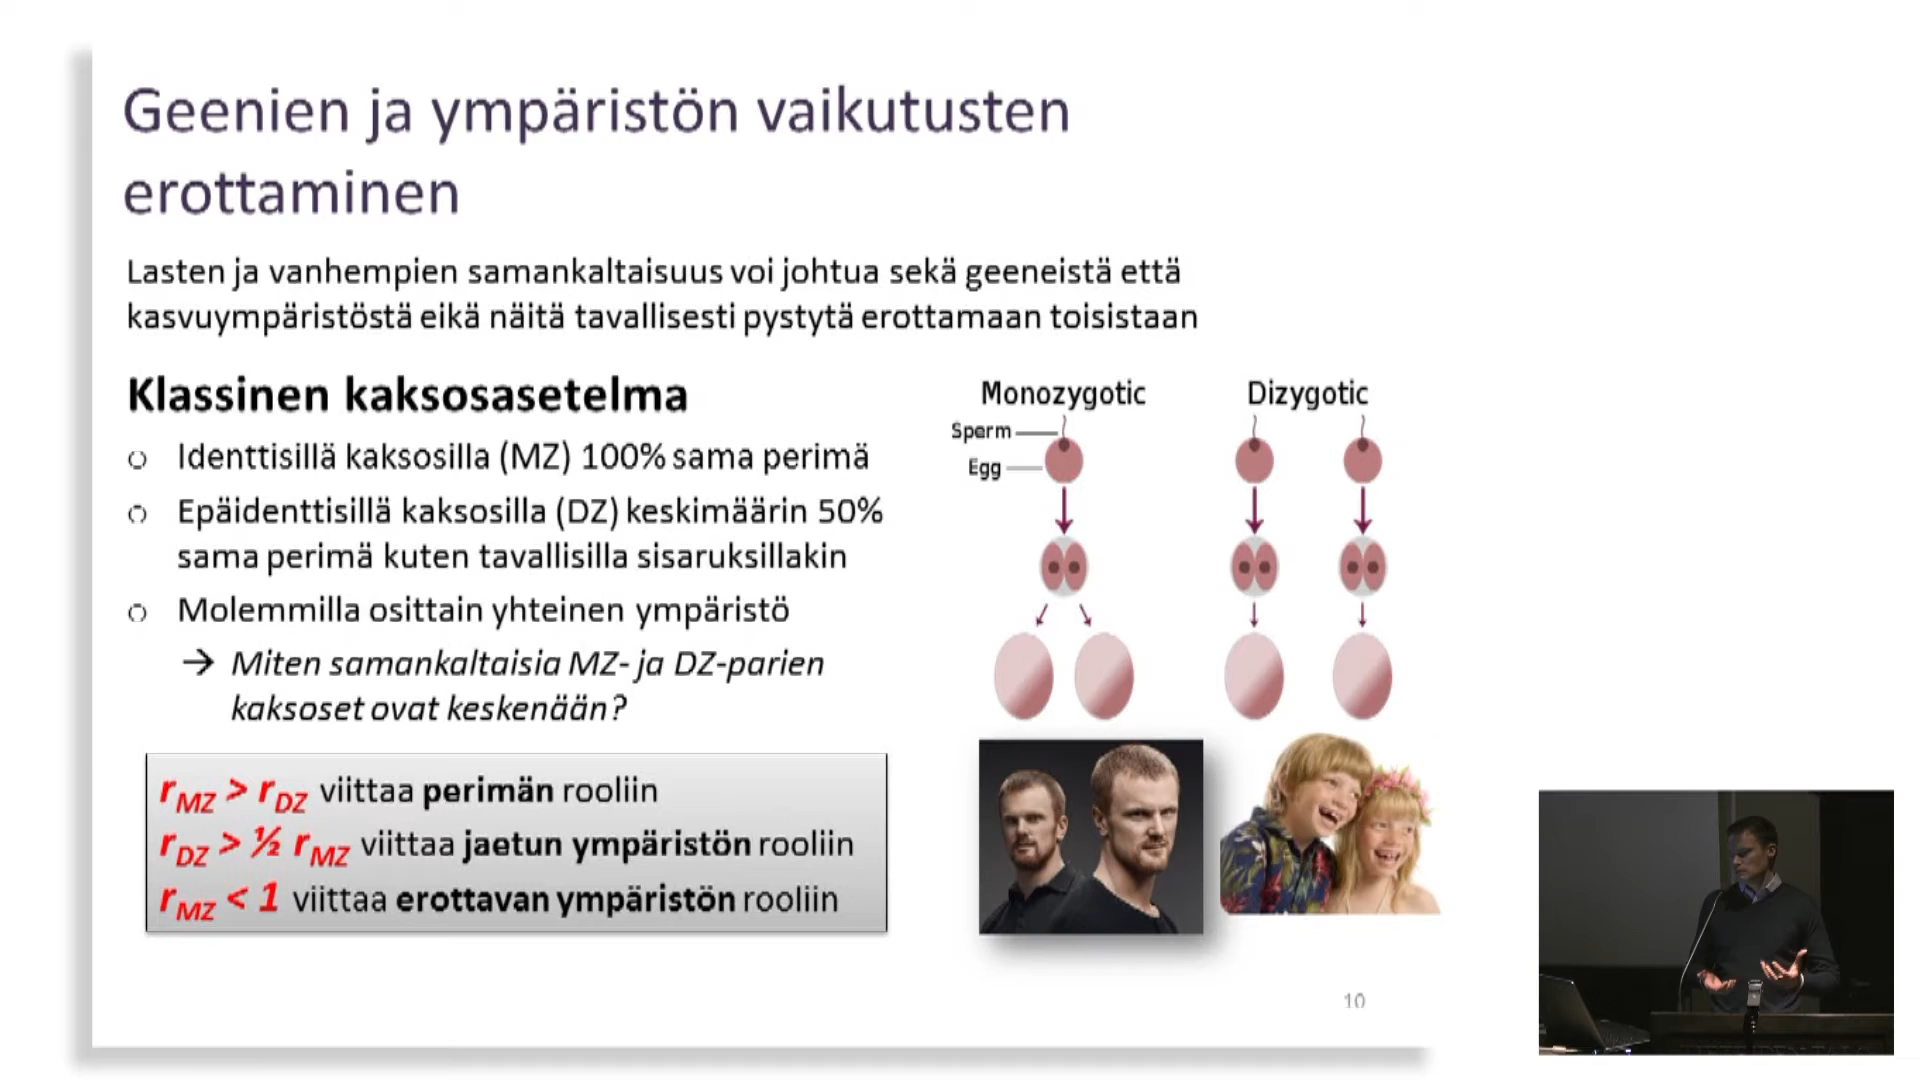 Geenien ja ympäristön vaikutusten
erottaminen
Lasten ja vanhempien samankaltaisuus voi johtua sekä geeneistä että
kasvuympäristöstä eikä näitä tavallisesti pystytä erottamaan toisistaan
Klassinen kaksosasetelma
Identtisillä kaksosilla (MZ) 100% sama perimä
Epäidenttisillä kaksosilla (DZ) keskimäärin 50%
sama perimä kuten tavallisilla sisaruksillakin
Molemmilla osittain yhteinen ympäristö
→ Miten samankaltaisia MZ- ja DZ-parien
kaksoset ovat keskenään?
rMZ > rDZ viittaa perimän rooliin
rDZ > ½ rMZ viittaa jaetun ympäristön rooliin
rMZ < 1 viittaa erottavan ympäristön rooliin
Monozygotic
Dizygotic
Sperm
Egg
10